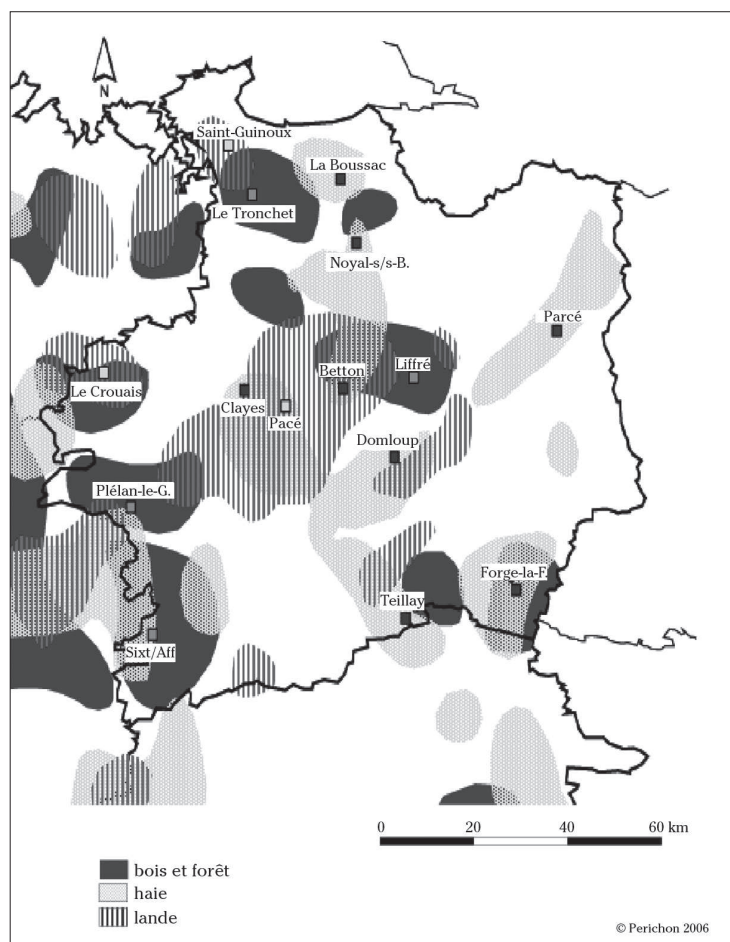 N
Saint-Guinoux
La Boussac
Le Tronchet
Noyal-s/s-B.
Parcé
Betton
Liffré
Le Crouais
Clayes
Pacé
Domloup
Plélan-le-G.
Forge-la-F.
Teillay
Sixt/Aff
0 20 40 60 km
bois et forêt
haie
lande
© Perichon 2006